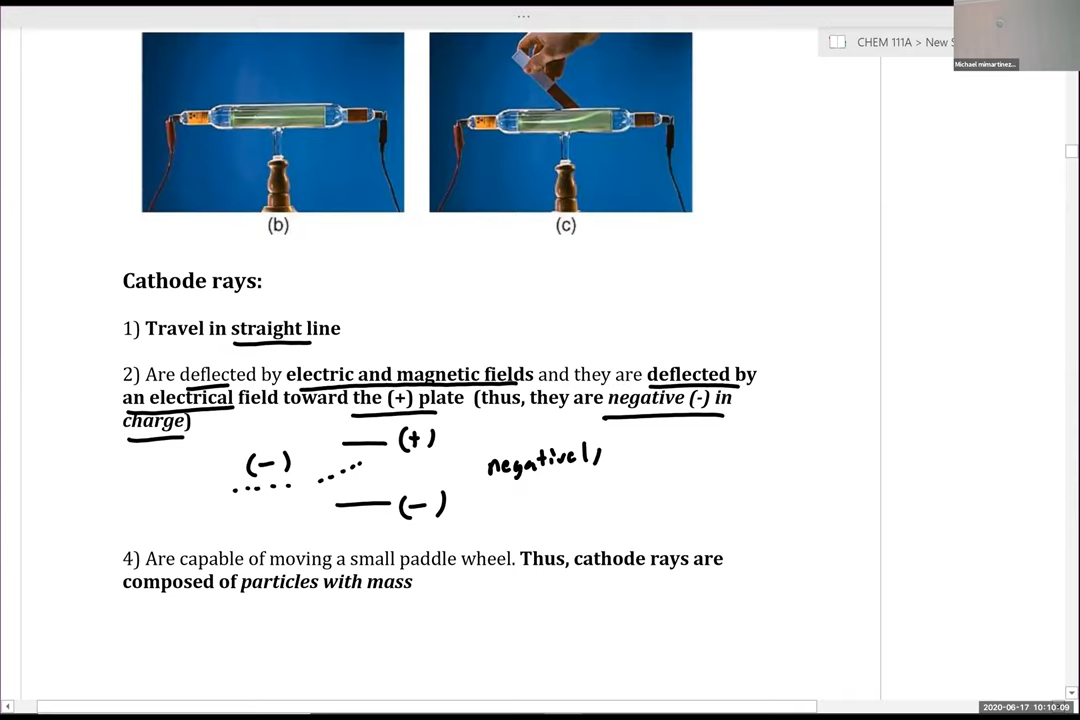 CHEM 111A > New S
Michael mimartinez...
(b)
(c)
Cathode rays:
1) Travel in straight line
2) Are deflected by electric and magnetic fields and they are deflected by
an electrical field toward the (+) plate (thus, they are negative (-) in
charge)
(+)
(-)
negatively
(-)
4) Are capable of moving a small paddle wheel. Thus, cathode rays are
composed of particles with mass
2020-06-17 10:10:09